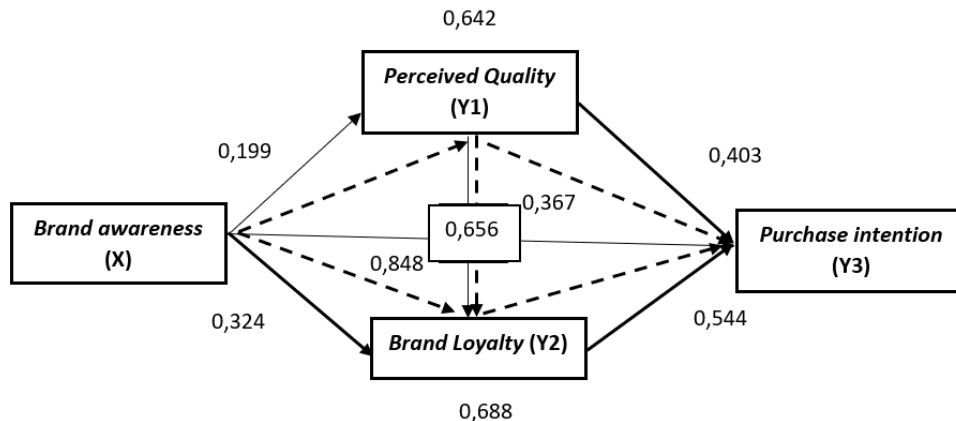 0,642
Perceived Quality
(Y1)
0,199
0,403
0,367
Brand awareness
(X)
0,656
Purchase intention
(Y3)
0,848
0,324
0,544
Brand Loyalty (Y2)
0,688